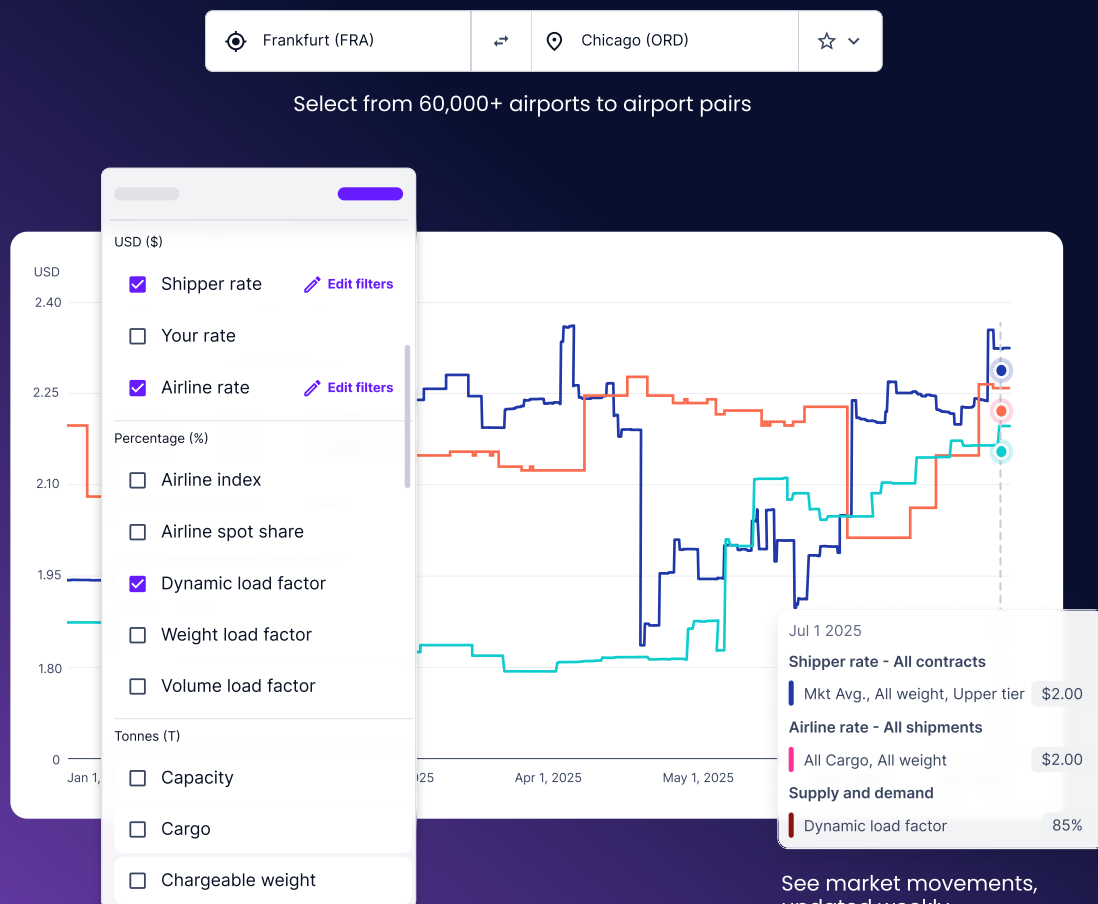 Frankfurt (FRA)
Chicago (ORD)
Select from 60,000+ airports to airport pairs
USD ($)
Shipper rate
Edit filters
Your rate
Airline rate
Edit filters
Percentage (%)
Airline index
Airline spot share
Dynamic load factor
Weight load factor
Volume load factor
Tonnes (T)
Capacity
Cargo
Chargeable weight
USD
2.40
2.25
2.10
1.95
1.80
0
Jan 1,
025
Apr 1, 2025
May 1, 2025
Jul 1 2025
Shipper rate - All contracts
Mkt Avg., All weight, Upper tier $2.00
Airline rate - All shipments
All Cargo, All weight $2.00
Supply and demand
Dynamic load factor 85%
See market movements,
updated weekly